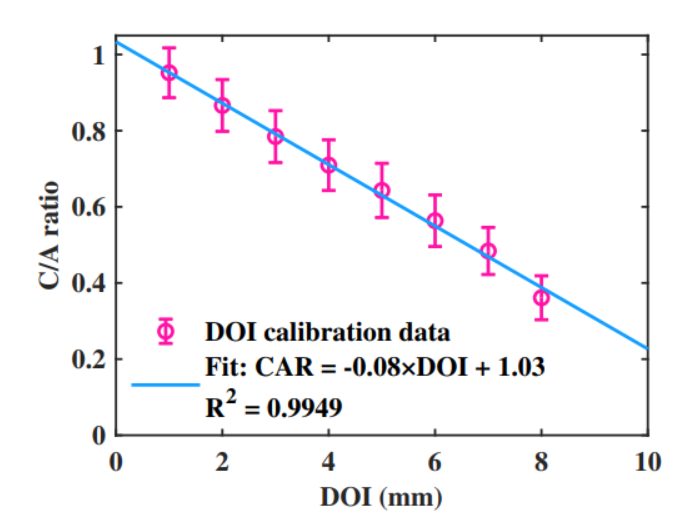 1
0.8
0.6
0.4
0.2
0
C/A ratio
DOI calibration data
Fit: CAR = -0.08×DOI + 1.03
R² = 0.9949
0 2 4 6 8 10
DOI (mm)